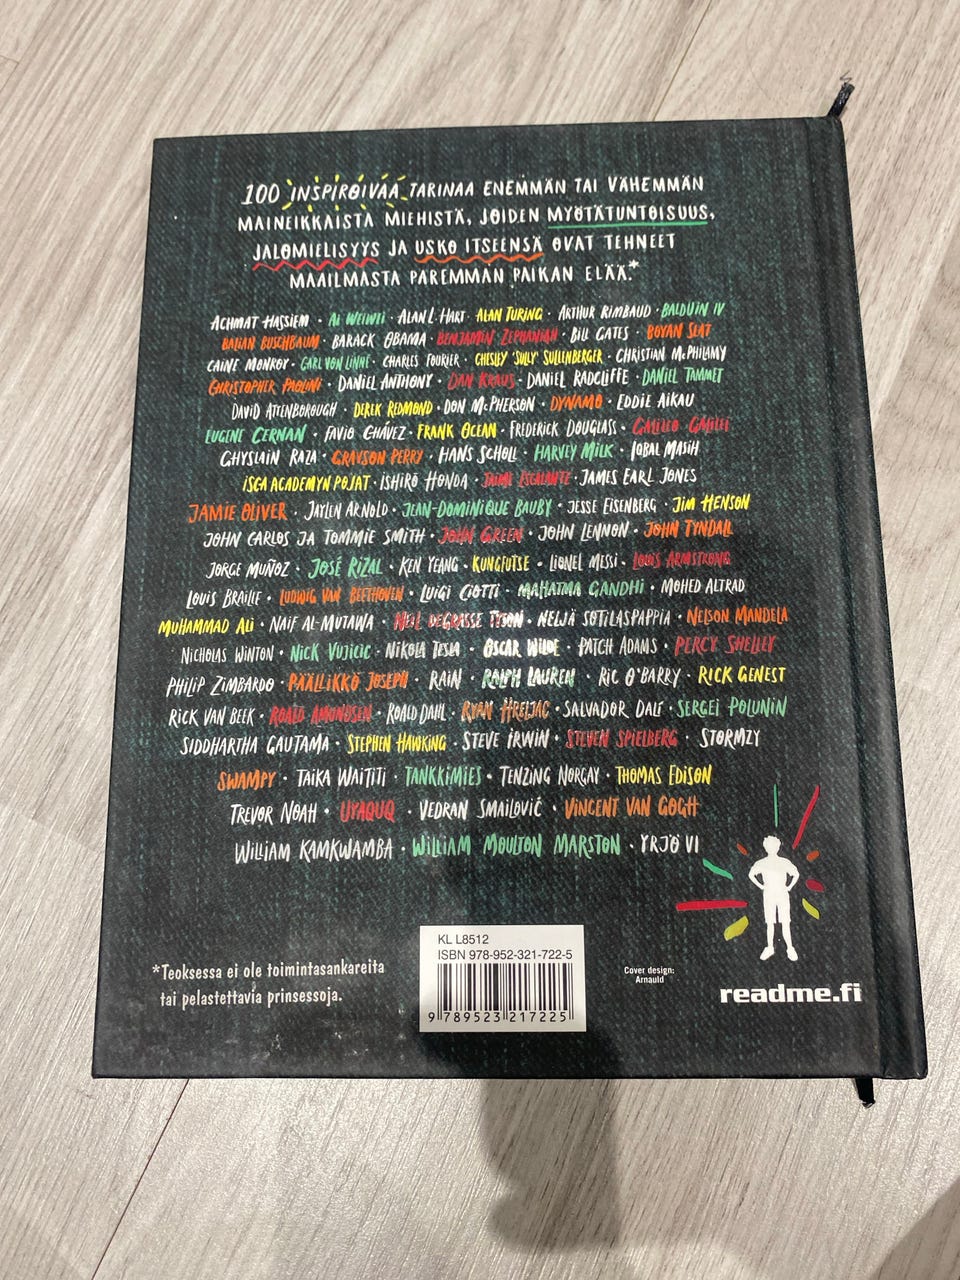 100 INSPIROIVAA TARINAA ENEMMÄN TAI VÄHEMMÄN
MAINEIKKAISTA MIEHISTÄ, JOIDEN MYÖTÄTUNTOISUUS,
JALOMIELISYYS JA USKO ITSEENSÄ OVAT TEHNEET
MAAILMASTA PAREMMAN PAIKAN ELÄÄ.*
ACHMAT HASSIEM · AI WEIWEI · ALAN L. HART · ALAN TURING · ARTHUR RIMBAUD · BALDUIN IV
BALIAN BUSCHBAUM · BARACK OBAMA · BENJAMIN ZEPHANIAH · BILL GATES · BOYAN SLAT
CAINE MONROY · CARL VON LINNÉ · CHARLES FOURIER · CHESLEY 'SULLY' SULLENBERGER · CHRISTIAN MCPHILAMY
CHRISTOPHER PAOLINI · DANIEL ANTHONY · DAN KRAUS · DANIEL RADCLIFFE · DANIEL TAMMET
DAVID ATTENBOROUGH · DEREK REDMOND · DON MCPHERSON · DYNAMO · EDDIE AIKAU
EUGENE CERNAN · FAVIO CHÁVEZ · FRANK OCEAN · FREDERICK DOUGLASS · GALILEO GALILEI
GHYSLAIN RAZA · GRAYSON PERRY · HANS SCHOLL · HARVEY MILK · IQBAL MASIH
ISCA ACADEMYN POJAT · ISHIRŌ HONDA · JAIME ESCALANTE · JAMES EARL JONES
JAMIE OLIVER · JAYLEN ARNOLD · JEAN-DOMINIQUE BAUBY · JESSE EISENBERG · JIM HENSON
JOHN CARLOS JA TOMMIE SMITH · JOHN GREEN · JOHN LENNON · JOHN TYNDALL
JORGE MUÑOZ · JOSÉ RIZAL · KEN YEANG · KUNGFUTSE · LIONEL MESSI · LOUIS ARMSTRONG
LOUIS BRAILLE · LUDWIG VAN BEETHOVEN · LUIGI CIOTTI · MAHATMA GANDHI · MOHED ALTRAD
MUHAMMAD ALI · NAIF AL-MUTAWA · NEIL DEGRASSE TYSON · NELJÄ SOTILASPAPPIA · NELSON MANDELA
NICHOLAS WINTON · NICK VUJICIC · NIKOLA TESLA · OSCAR WILDE · PATCH ADAMS · PERCY SHELLEY
PHILIP ZIMBARDO · PÄÄLLIKKÖ JOSEPH · RAIN · RALPH LAUREN · RIC O'BARRY · RICK GENEST
RICK VAN BEEK · ROALD AMUNDSEN · ROALD DAHL · RYAN HRELJAC · SALVADOR DALÍ · SERGEI POLUNIN
SIDDHARTHA GAUTAMA · STEPHEN HAWKING · STEVE IRWIN · STEVEN SPIELBERG · STORMZY
SWAMPY · TAIKA WAITITI · TANKKIMIES · TENZING NORGAY · THOMAS EDISON
TREVOR NOAH · UYAQUQ · VEDRAN SMAILOVIĆ · VINCENT VAN GOGH
WILLIAM KAMKWAMBA · WILLIAM MOULTON MARSTON · YRJÖ VI
*Teoksessa ei ole toimintasankareita
tai pelastettavia prinsessoja.
KL L8512
ISBN 978-952-321-722-5
9 789523 217225
Cover design:
Arnauld
readme.fi